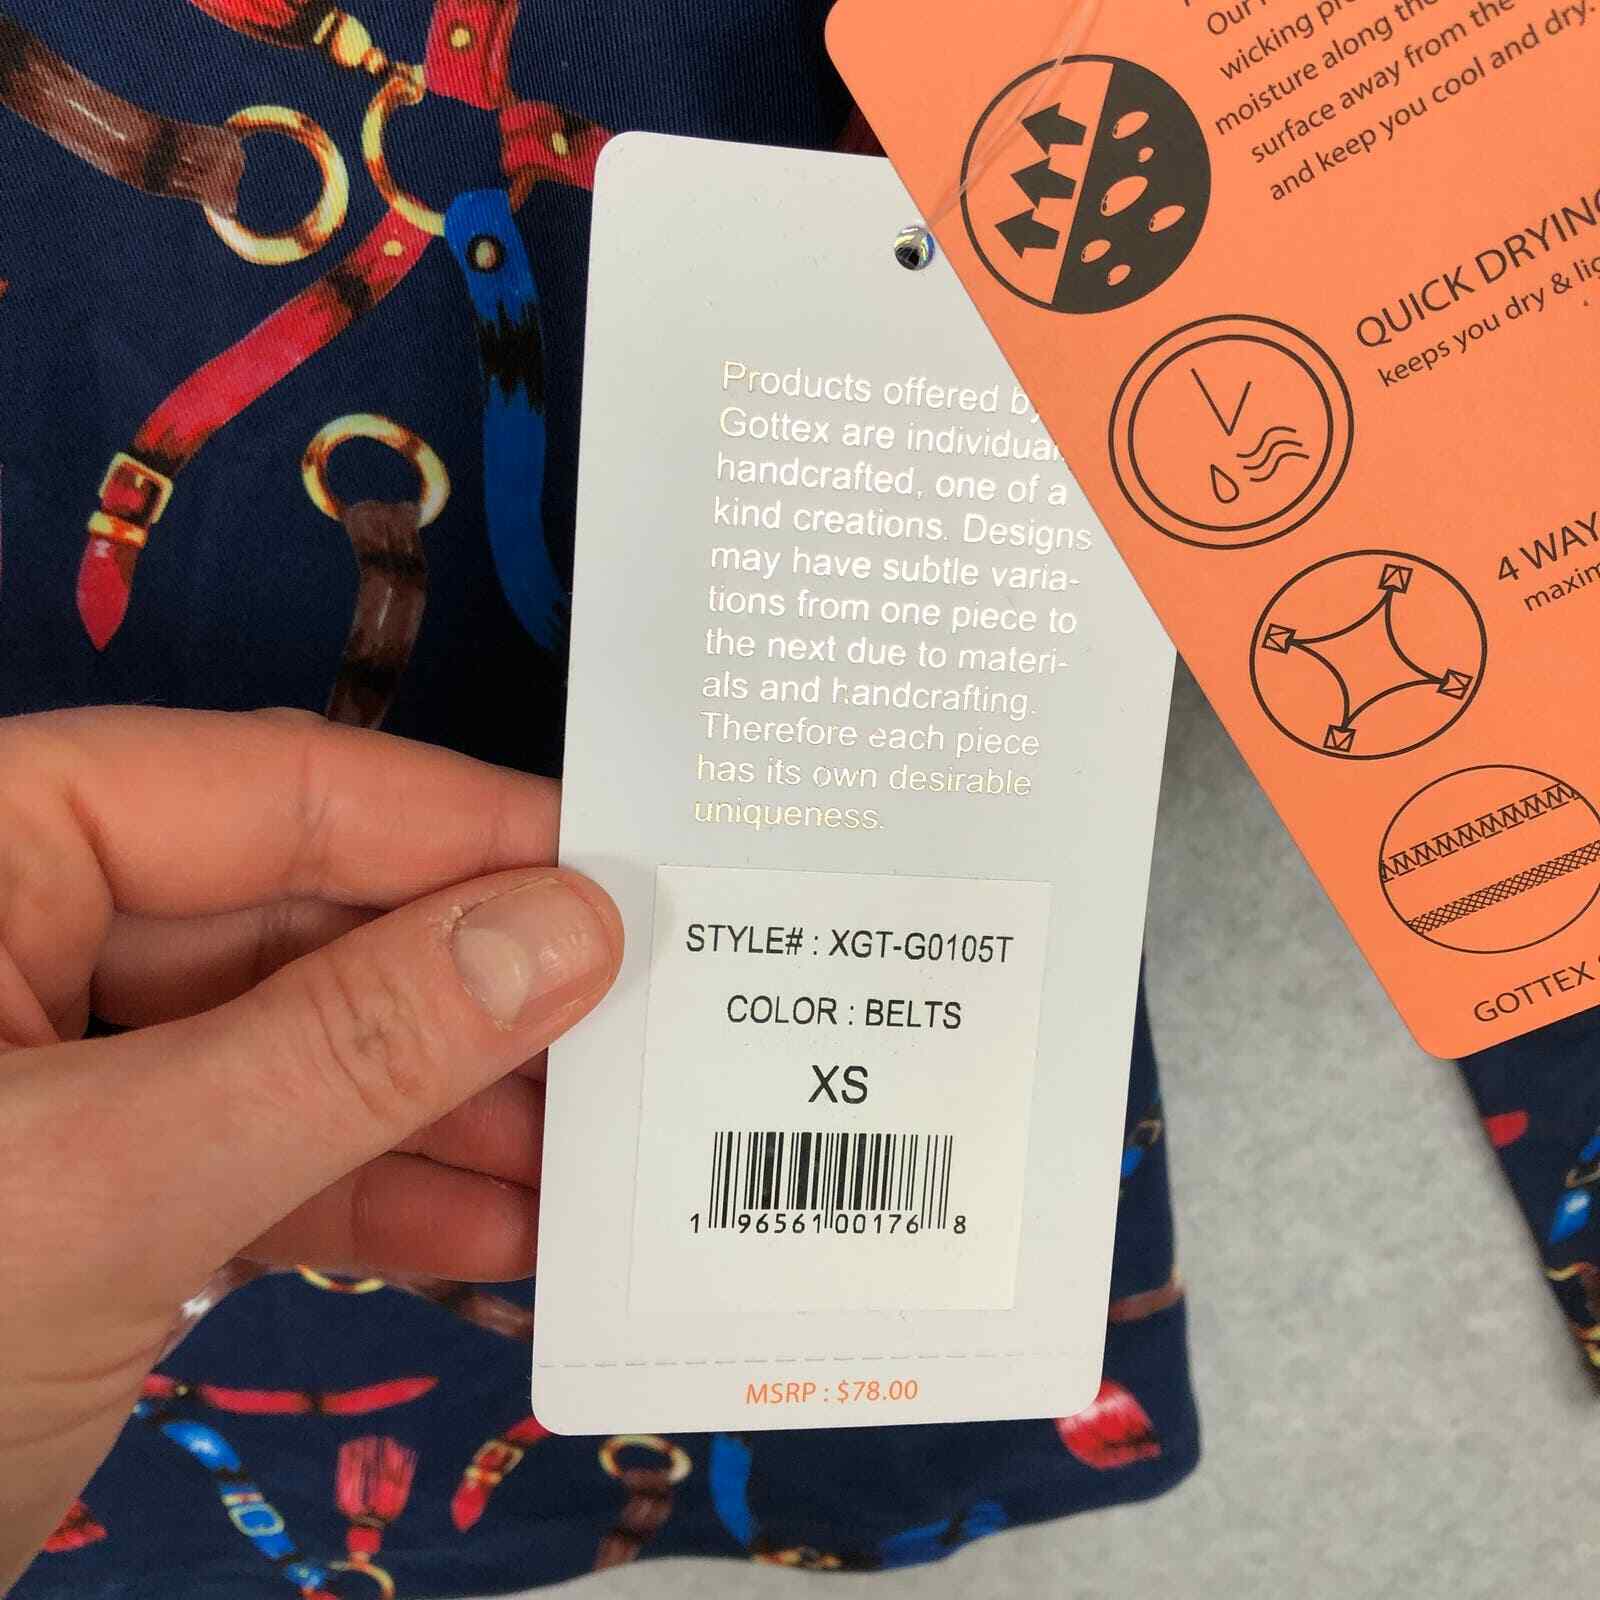 Products offered by
Gottex are
handcrafted, one of a
kind creations. Designs
may have subtle varia-
tions from one piece to
the next due to materi-
als and handcrafting.
Therefore each piece
has its own desirable
uniqueness.
STYLE# : XGT-G0105T
COLOR : BELTS
XS
1 96561 00176 8
MSRP : $78.00
Our
wicking
moisture along the
surface away from the
and keep you cool and dry.
QUICK DRYING
keeps you dry &
4 WAY
GOTTEX